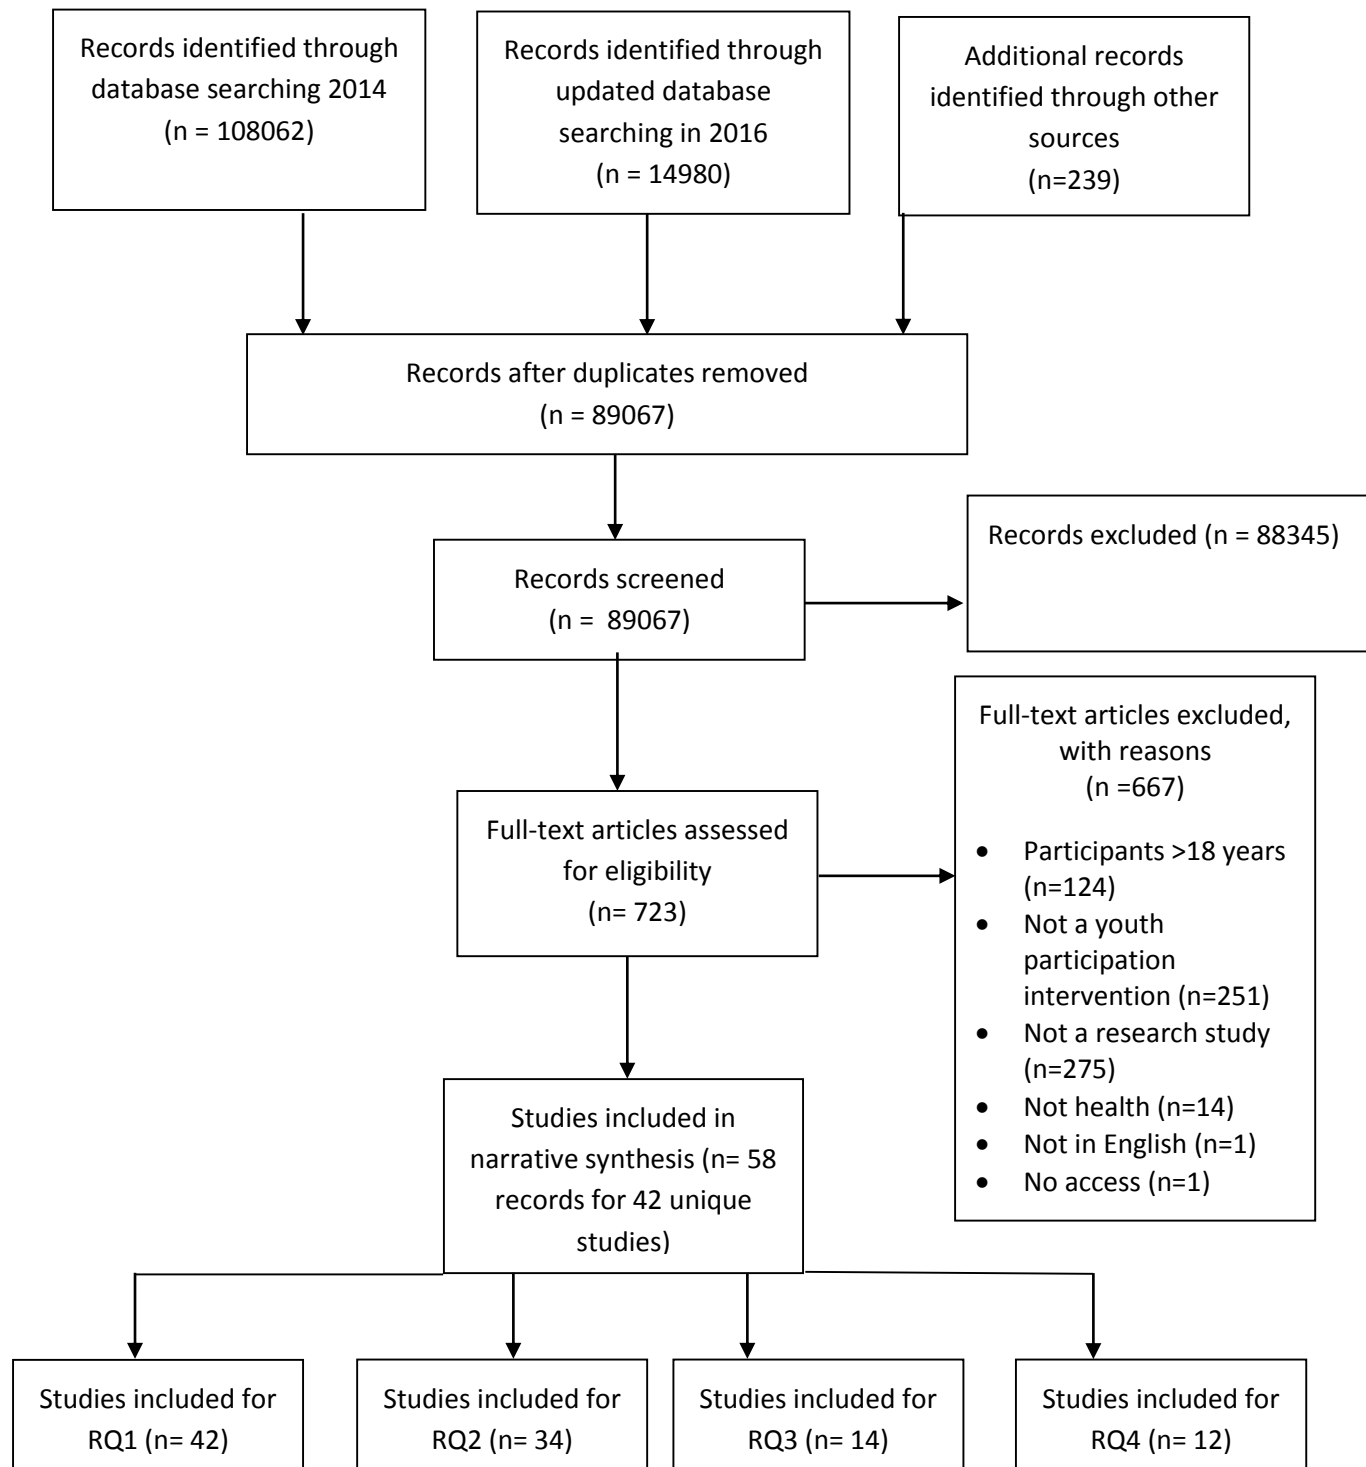 Records identified through
database searching 2014
(n = 108062)
Records identified through
updated database
searching in 2016
(n = 14980)
Additional records
identified through other
sources
(n=239)
Records after duplicates removed
(n = 89067)
Records screened
(n = 89067)
Records excluded (n = 88345)
Full-text articles assessed
for eligibility
(n= 723)
Full-text articles excluded,
with reasons
(n =667)
• Participants >18 years
(n=124)
• Not a youth
participation
intervention (n=251)
• Not a research study
(n=275)
• Not health (n=14)
• Not in English (n=1)
• No access (n=1)
Studies included in
narrative synthesis (n= 58
records for 42 unique
studies)
Studies included for
RQ1 (n= 42)
Studies included for
RQ2 (n= 34)
Studies included for
RQ3 (n= 14)
Studies included for
RQ4 (n= 12)